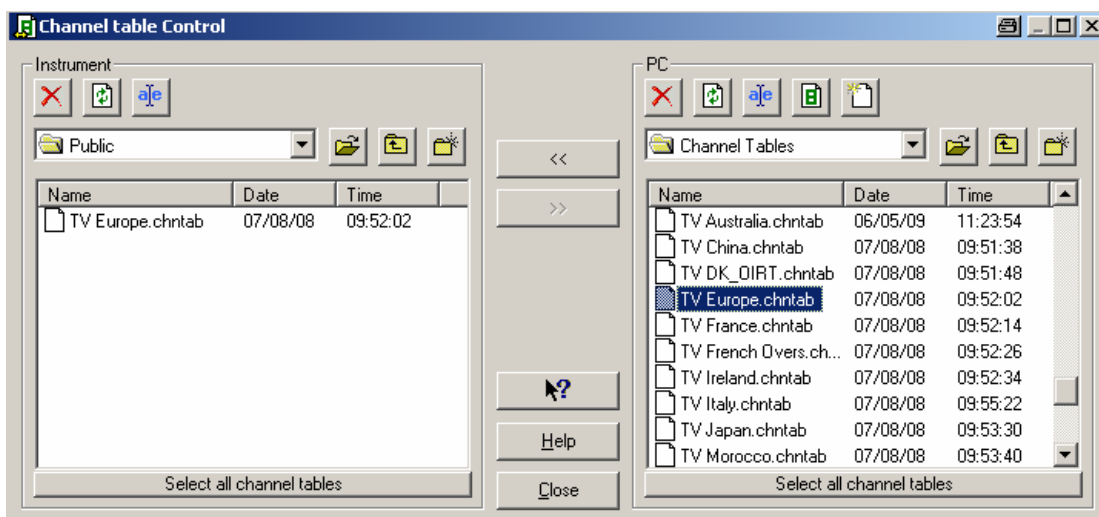 Channel table Control
Instrument
a|e
Public
Name Date Time
TV Europe.chntab 07/08/08 09:52:02
Select all channel tables
<<
>>
?
Help
Close
PC
a|e
Channel Tables
Name Date Time
TV Australia.chntab 06/05/09 11:23:54
TV China.chntab 07/08/08 09:51:38
TV DK_OIRT.chntab 07/08/08 09:51:48
TV Europe.chntab 07/08/08 09:52:02
TV France.chntab 07/08/08 09:52:14
TV French Overs.ch... 07/08/08 09:52:26
TV Ireland.chntab 07/08/08 09:52:34
TV Italy.chntab 07/08/08 09:55:22
TV Japan.chntab 07/08/08 09:53:30
TV Morocco.chntab 07/08/08 09:53:40
Select all channel tables